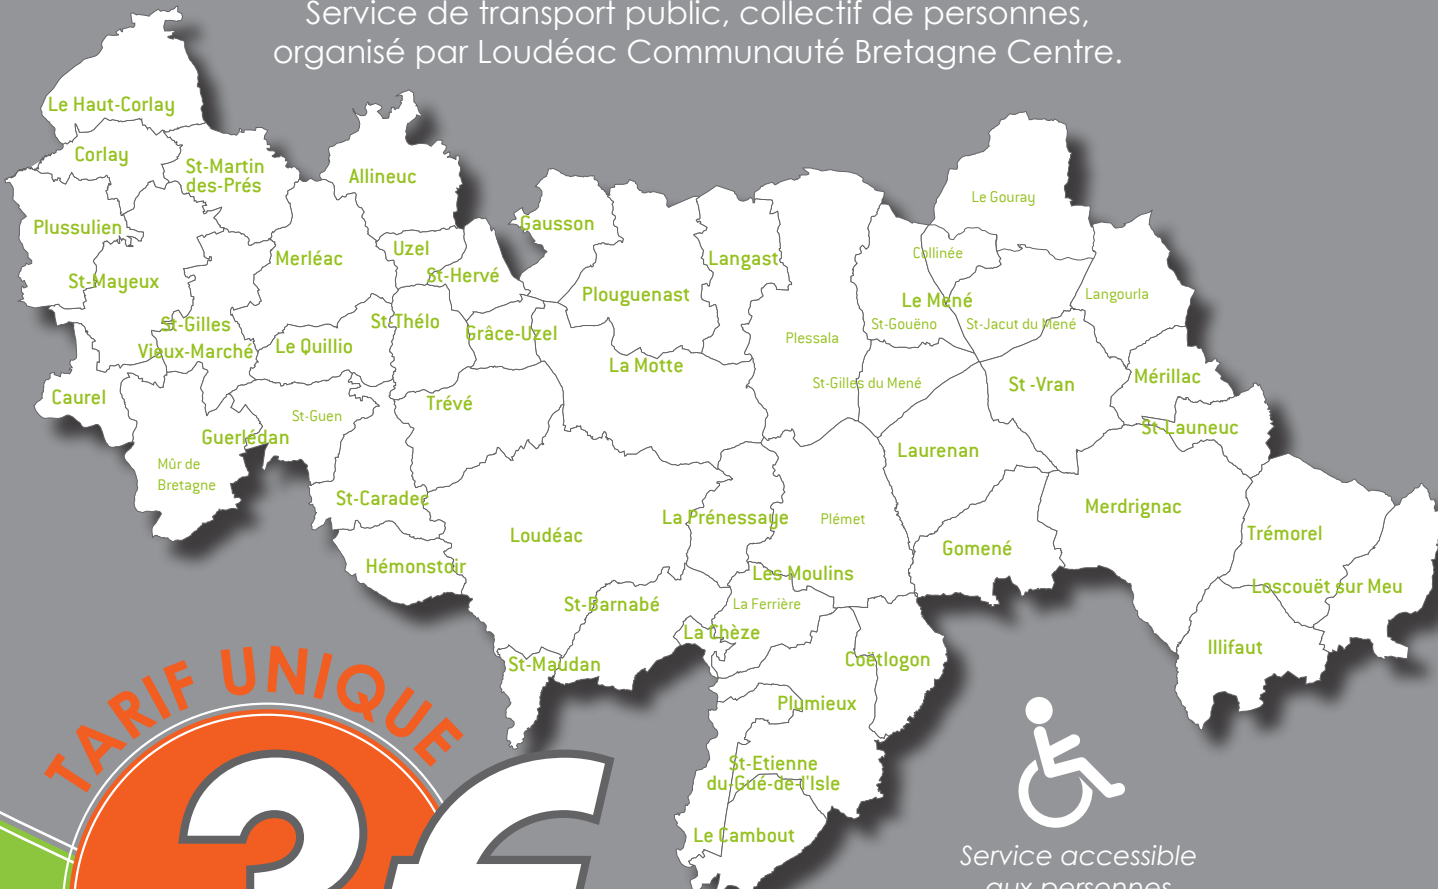 Service de transport public, collectif de personnes,
organisé par Loudéac Communauté Bretagne Centre.
Le Haut-Corlay
Corlay
St-Martin
des-Prés
Allineuc
Plussulien
St-Mayeux
Merléac
Uzel
St-Hervé
Gausson
Plouguenast
Langast
Le Gouray
Collinée
Le Mené
St-Gouëno
St-Jacut du Mené
Langourla
Plessala
St-Gilles du Mené
St-Gilles
Vieux-Marché
Le Quillio
St-Thélo
Grâce-Uzel
La Motte
St -Vran
Mérillac
St-Launeuc
Caurel
St-Guen
Guerlédan
Mûr de
Bretagne
Trévé
Laurenan
St-Caradec
Loudéac
La Prénessaye
Plémet
Merdrignac
Trémorel
Gomené
Hémonstoir
Les Moulins
La Ferrière
St-Barnabé
La Chèze
Loscouët sur Meu
Illifaut
St-Maudan
Coëtlogon
Plumieux
St-Etienne
du-Gué-de-l'Isle
Le Cambout
TARIF UNIQUE
3€
Service accessible
aux personnes